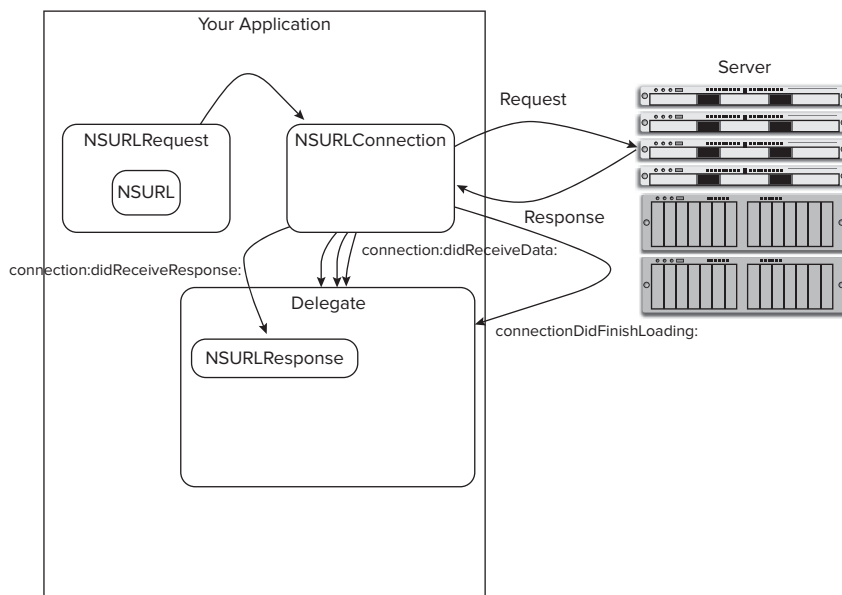 Your Application
Server
Request
NSURLRequest
NSURLConnection
NSURL
Response
connection:didReceiveData:
connection:didReceiveResponse:
Delegate
connectionDidFinishLoading:
NSURLResponse